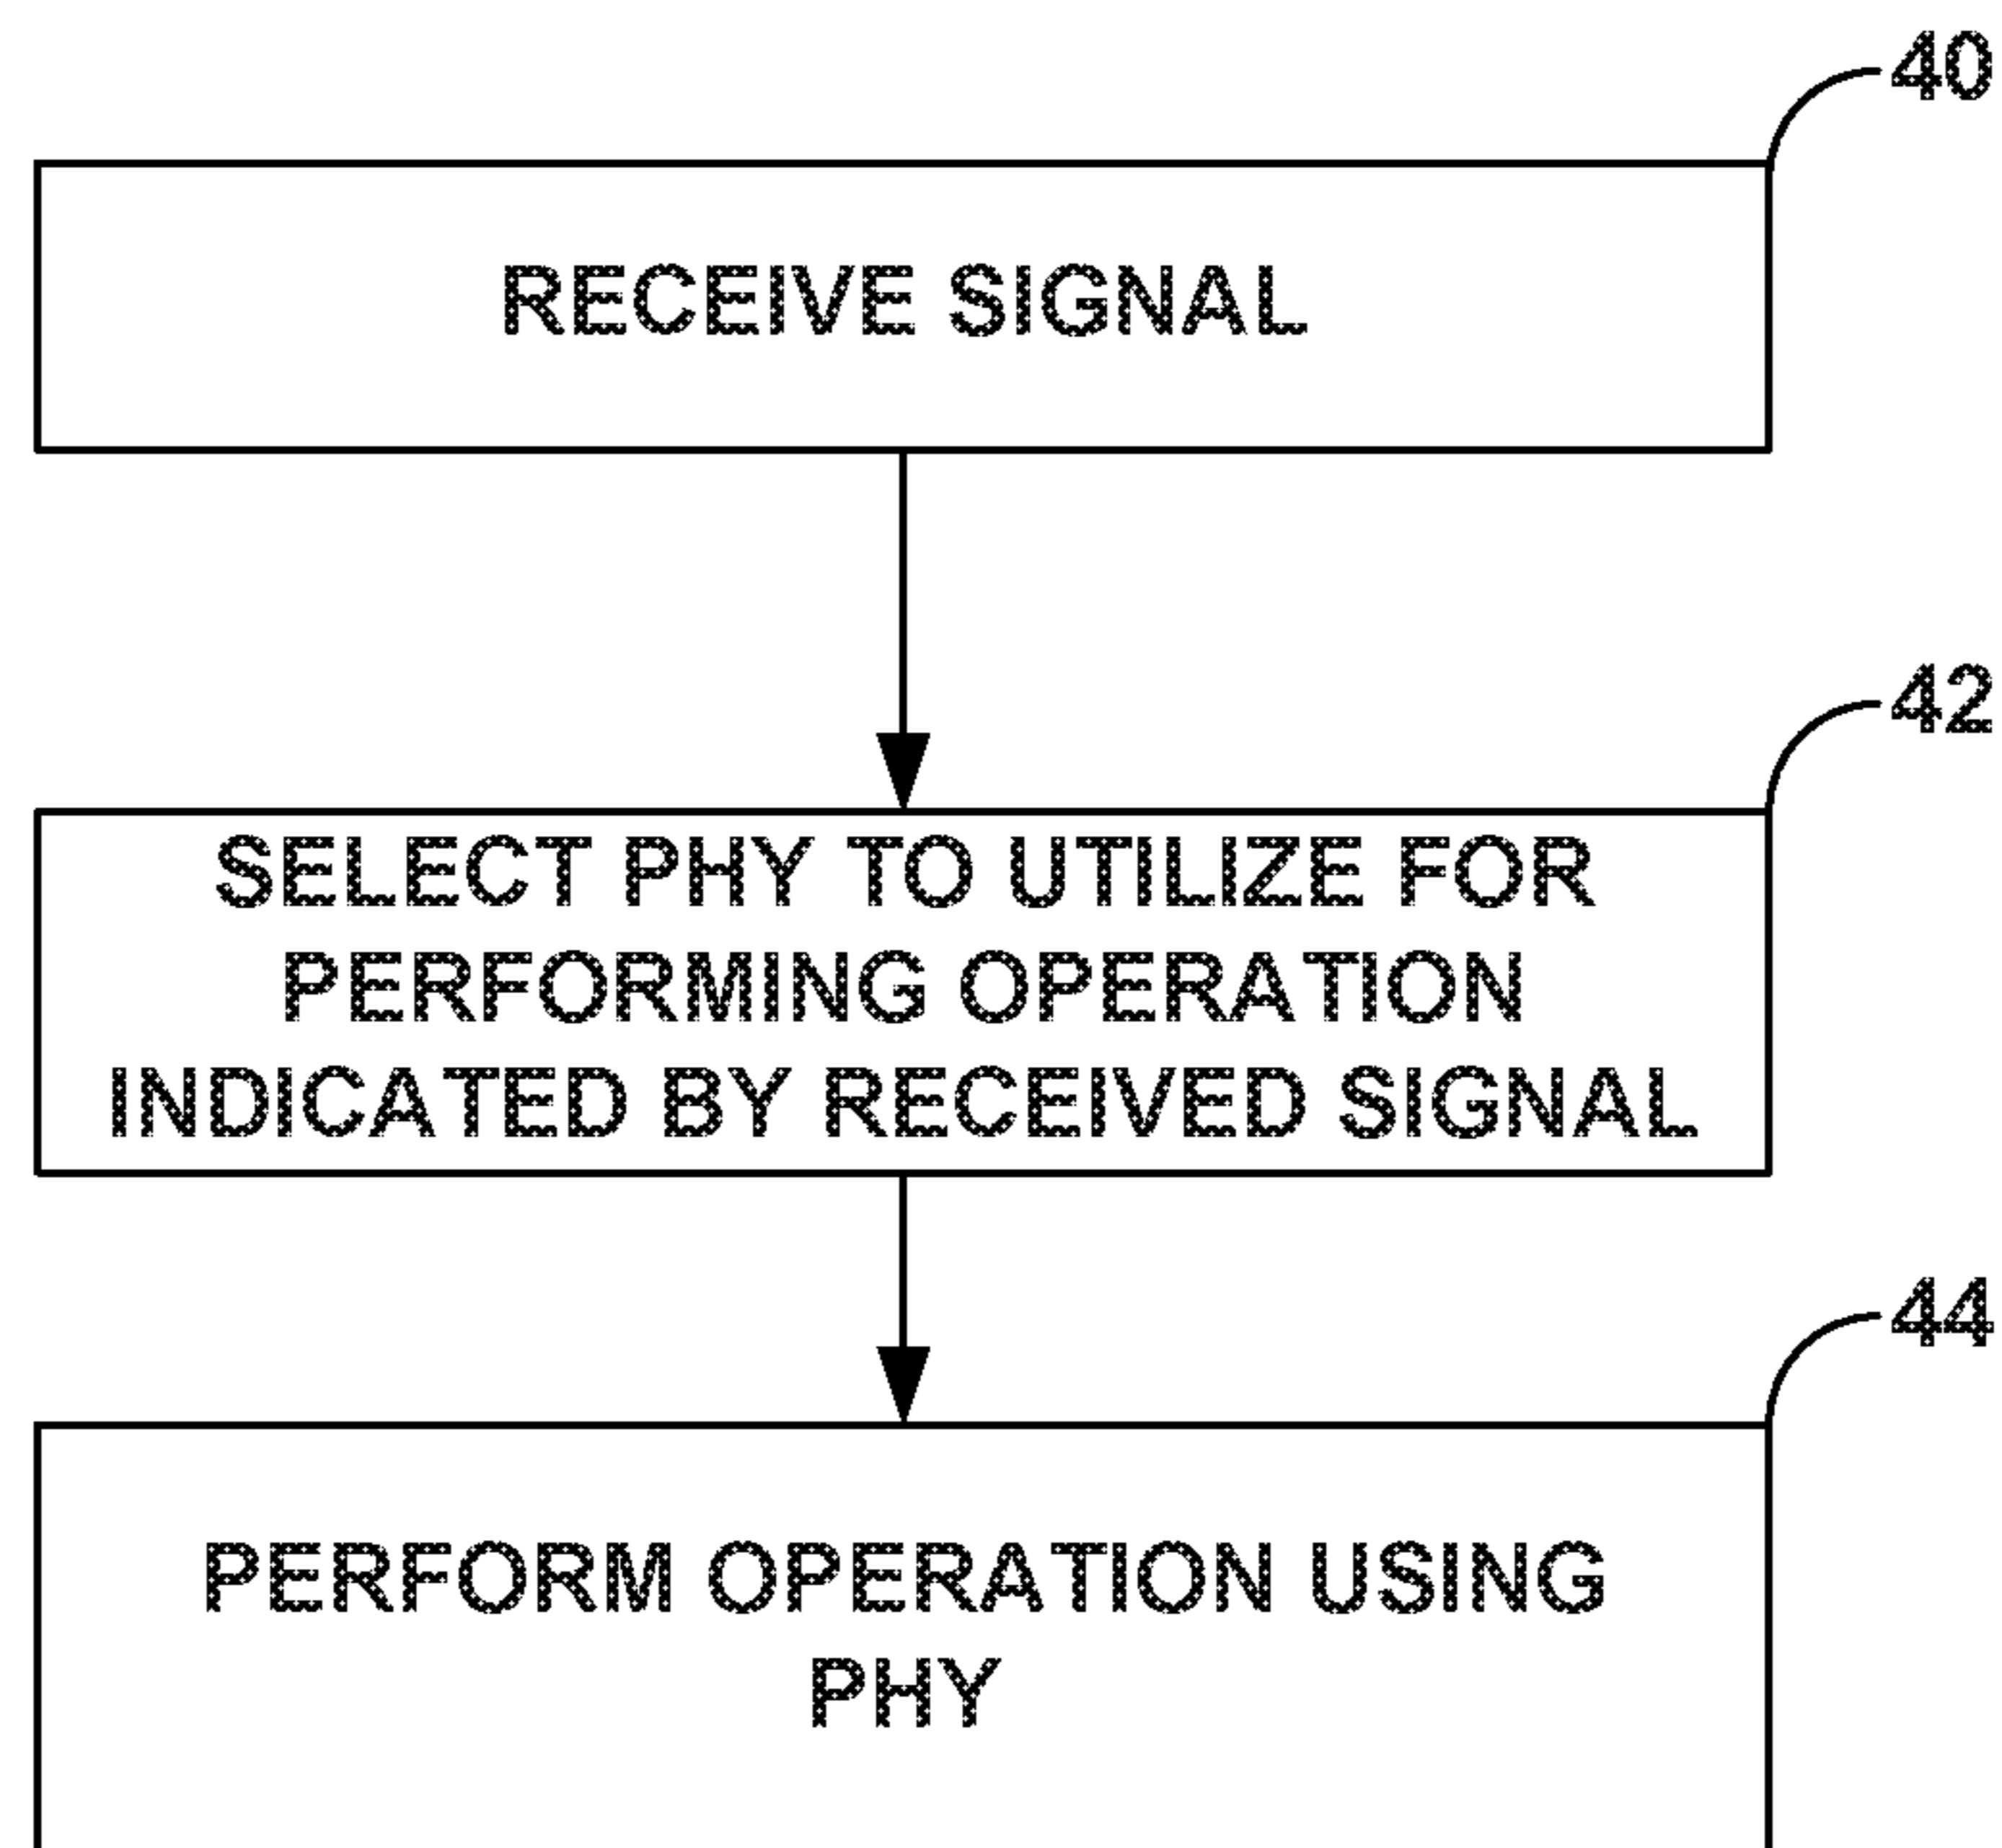 40
RECEIVE SIGNAL
42
SELECT PHY TO UTILIZE FOR
PERFORMING OPERATION
INDICATED BY RECEIVED SIGNAL
44
PERFORM OPERATION USING
PHY